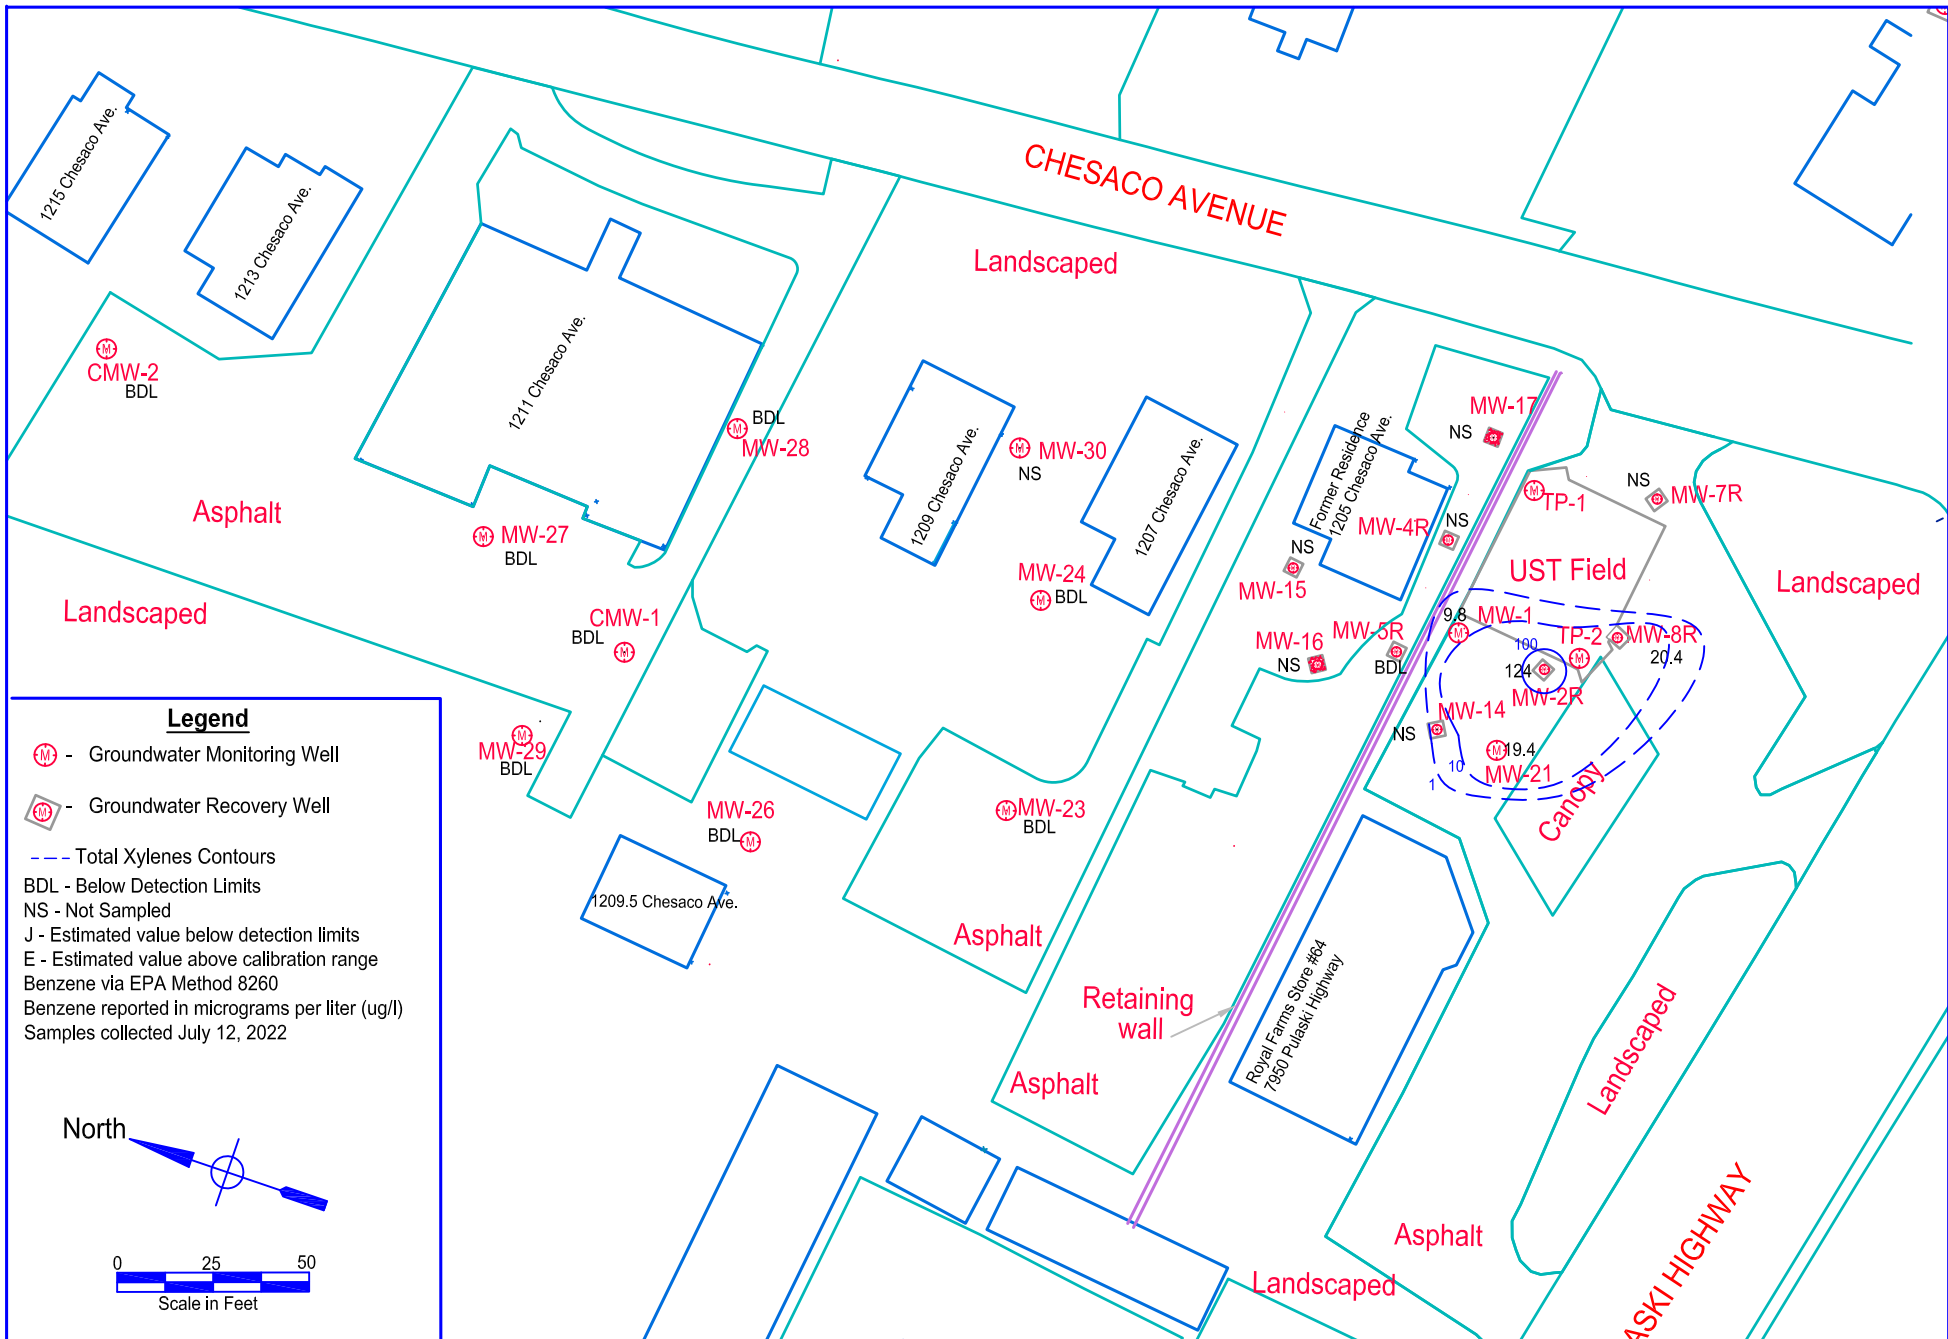 CHESACO AVENUE
1215 Chesaco Ave.
1213 Chesaco Ave.
1211 Chesaco Ave.
Landscaped
CMW-2
BDL
BDL
MW-28
1209 Chesaco Ave.
MW-30
NS
1207 Chesaco Ave.
Former Residence
1205 Chesaco Ave.
MW-17
NS
NS
MW-7R
TP-1
Asphalt
MW-27
BDL
MW-4R
NS
NS
MW-15
UST Field
Landscaped
Landscaped
MW-24
BDL
CMW-1
BDL
MW-16
NS
MW-5R
BDL
9.8
MW-1
TP-2
MW-8R
20.4
100
124
MW-2R
MW-14
NS
19.4
MW-21
10
1
Canopy
MW-29
BDL
MW-26
BDL
MW-23
BDL
1209.5 Chesaco Ave.
Asphalt
Retaining
wall
Asphalt
Royal Farms Store #64
7950 Pulaski Highway
Landscaped
Asphalt
Landscaped
ASKI HIGHWAY
Legend
M - Groundwater Monitoring Well
M - Groundwater Recovery Well
Total Xylenes Contours
BDL - Below Detection Limits
NS - Not Sampled
J - Estimated value below detection limits
E - Estimated value above calibration range
Benzene via EPA Method 8260
Benzene reported in micrograms per liter (ug/l)
Samples collected July 12, 2022
North
0 25 50
Scale in Feet